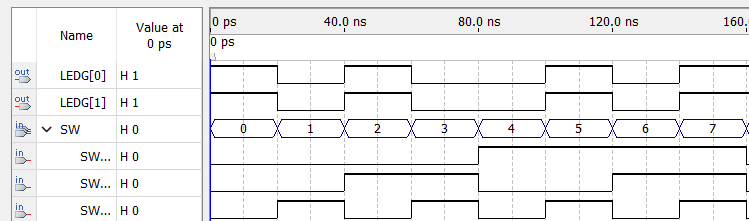 Name Value at 0 ps
0 ps 40.0 ns 80.0 ns 120.0 ns 160.
0 ps
out LEDG[0] H 1
out LEDG[1] H 1
in SW H 0 0 1 2 3 4 5 6 7
in SW... H 0
in SW... H 0
in SW... H 0